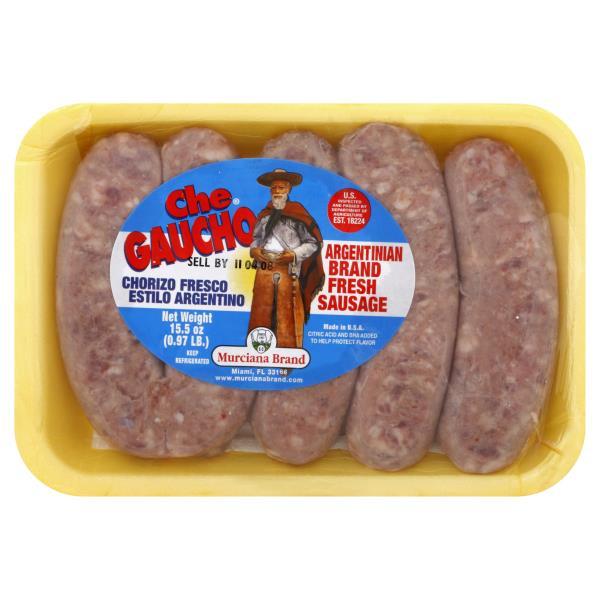 Che
GAUCHO®
SELL BY 11 04 08
CHORIZO FRESCO
ESTILO ARGENTINO
Net Weight
15.5 oz
(0.97 LB.)
KEEP
REFRIGERATED
U.S.
INSPECTED
AND PASSED BY
DEPARTMENT OF
AGRICULTURE
EST. 18224
ARGENTINIAN
BRAND
FRESH
SAUSAGE
Made in U.S.A.
CITRIC ACID AND BHA ADDED
TO HELP PROTECT FLAVOR
Murciana Brand
Miami, FL 33166
www.murcianabrand.com